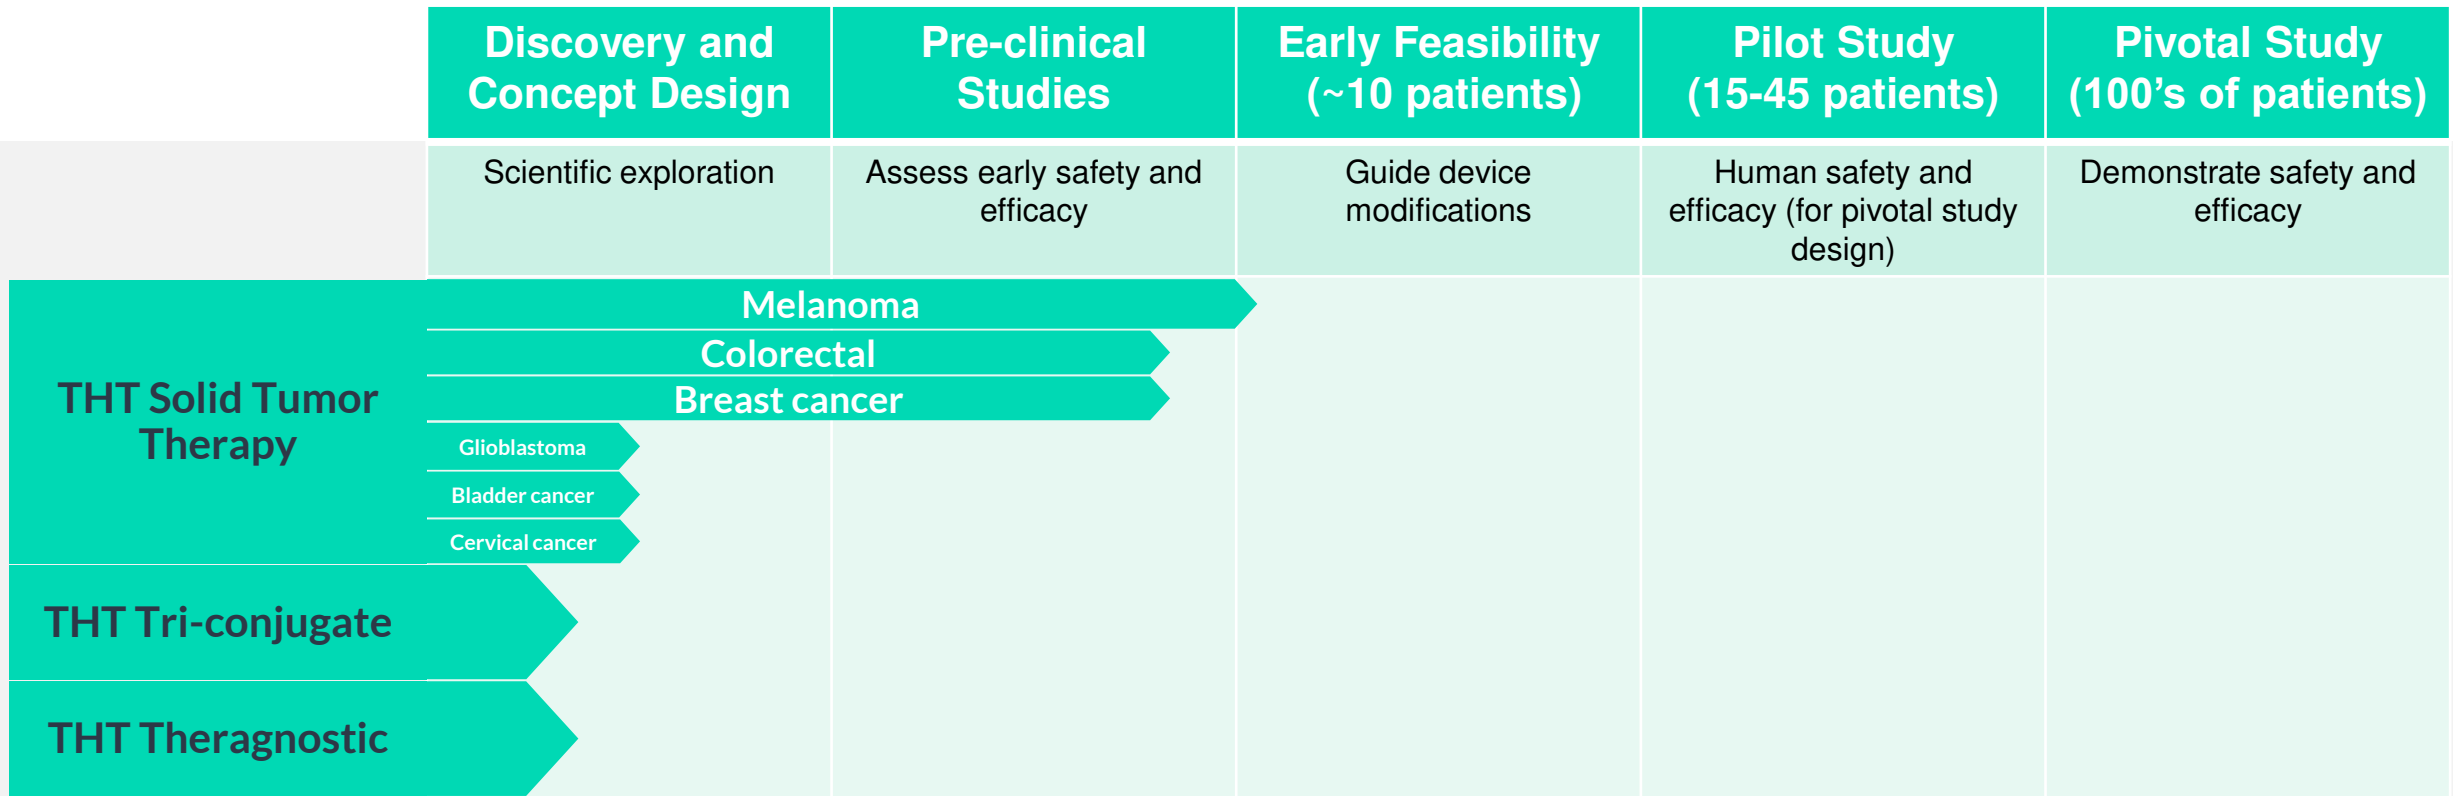 Discovery and
Concept Design
Pre-clinical
Studies
Early Feasibility
(~10 patients)
Pilot Study
(15-45 patients)
Pivotal Study
(100’s of patients)
Scientific exploration
Assess early safety and
efficacy
Guide device
modifications
Human safety and
efficacy (for pivotal study
design)
Demonstrate safety and
efficacy
THT Solid Tumor
Therapy
Melanoma
Colorectal
Breast cancer
Glioblastoma
Bladder cancer
Cervical cancer
THT Tri-conjugate
THT Theragnostic